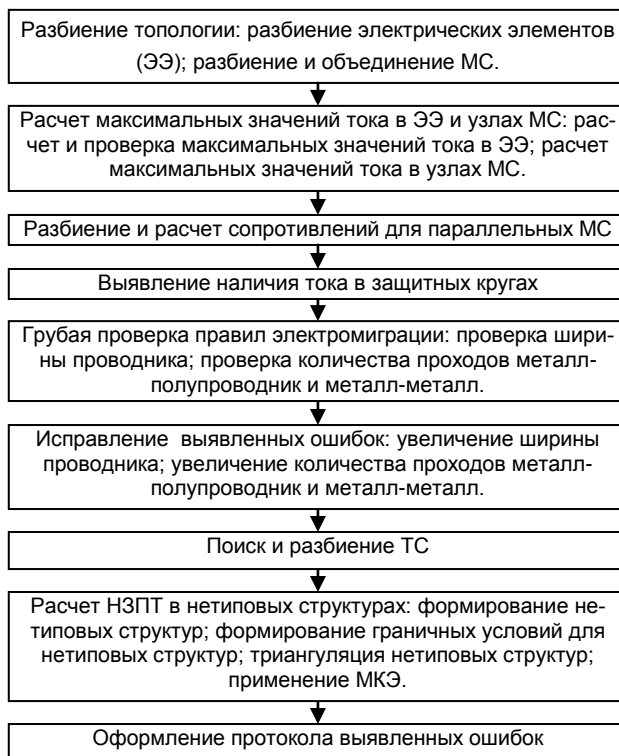 Разбиение топологии: разбиение электрических элементов
(ЭЭ); разбиение и объединение МС.
Расчет максимальных значений тока в ЭЭ и узлах МС: рас-
чет и проверка максимальных значений тока в ЭЭ; расчет
максимальных значений тока в узлах МС.
Разбиение и расчет сопротивлений для параллельных МС
Выявление наличия тока в защитных кругах
Грубая проверка правил электромиграции: проверка шири-
ны проводника; проверка количества проходов металл-
полупроводник и металл-металл.
Исправление выявленных ошибок: увеличение ширины
проводника; увеличение количества проходов металл-
полупроводник и металл-металл.
Поиск и разбиение ТС
Расчет НЗПТ в нетиповых структурах: формирование не-
типовых структур; формирование граничных условий для
нетиповых структур; триангуляция нетиповых структур;
применение МКЭ.
Оформление протокола выявленных ошибок